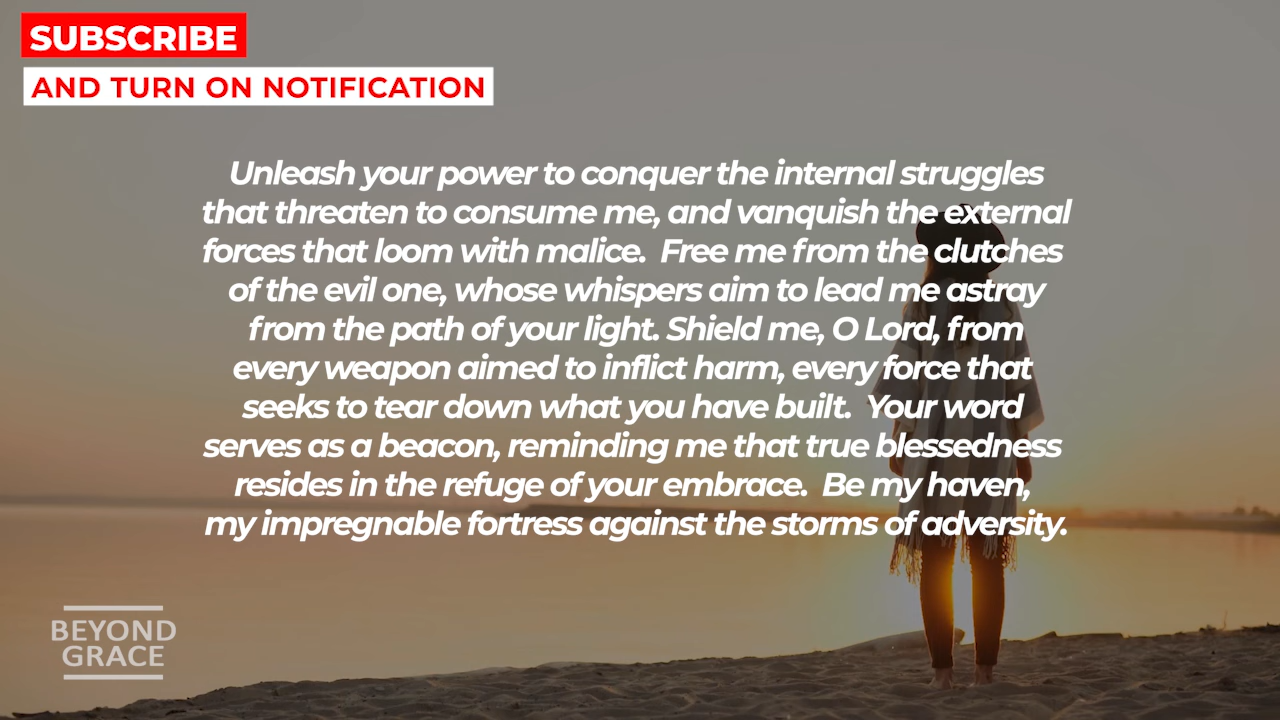 SUBSCRIBE
AND TURN ON NOTIFICATION
Unleash your power to conquer the internal struggles
that threaten to consume me, and vanquish the external
forces that loom with malice.  Free me from the clutches
of the evil one, whose whispers aim to lead me astray
from the path of your light. Shield me, O Lord, from
every weapon aimed to inflict harm, every force that
seeks to tear down what you have built.  Your word
serves as a beacon, reminding me that true blessedness
resides in the refuge of your embrace.  Be my haven,
my impregnable fortress against the storms of adversity.
BEYOND
GRACE